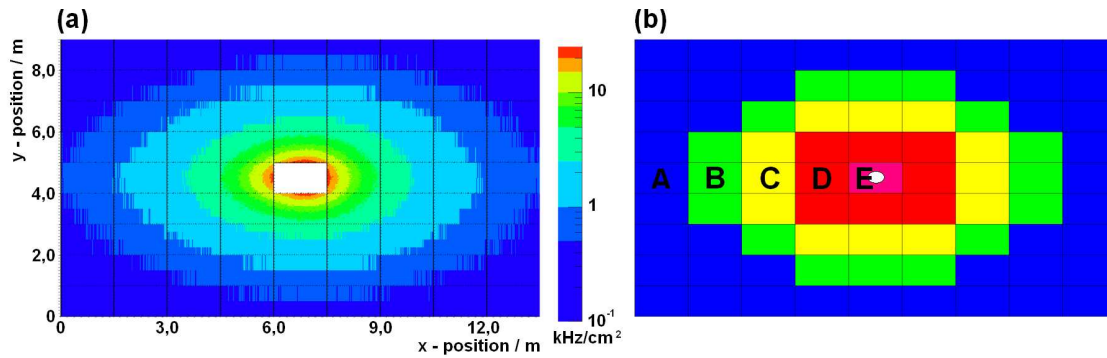 (a)
y - position / m
8,0
6,0
4,0
2,0
0
3,0
6,0
9,0
12,0
x - position / m
10
1
10⁻¹
kHz/cm²
(b)
A B C D E